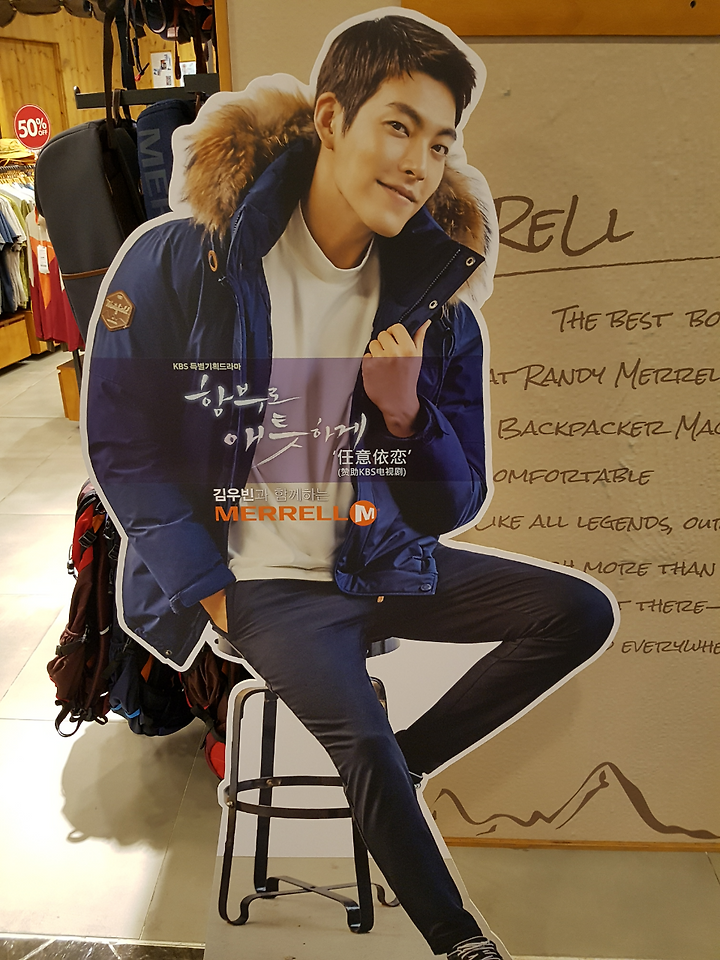 50%
OFF
MERRELL
THE BEST
AT RANDY
BACKPACKER
KBS 특별기획드라마
함부로
애틋하게
'任意依恋'
(赞助KBS电视剧)
김우빈과 함께하는
MERRELL M
COMFORTABLE
LIKE ALL LEGENDS,
MORE THAN
THERE—